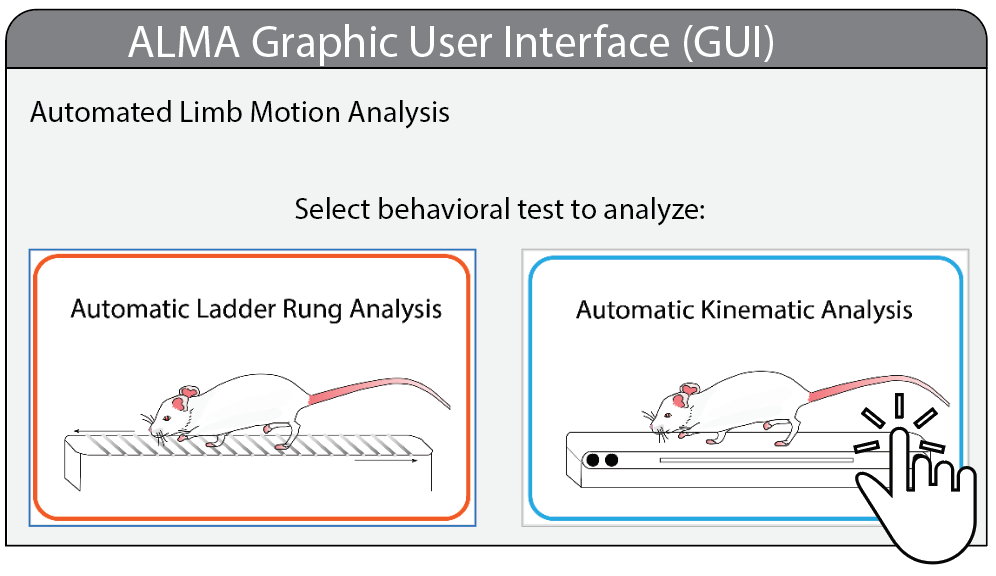 ALMA Graphic User Interface (GUI)
Automated Limb Motion Analysis
Select behavioral test to analyze:
Automatic Ladder Rung Analysis
Automatic Kinematic Analysis